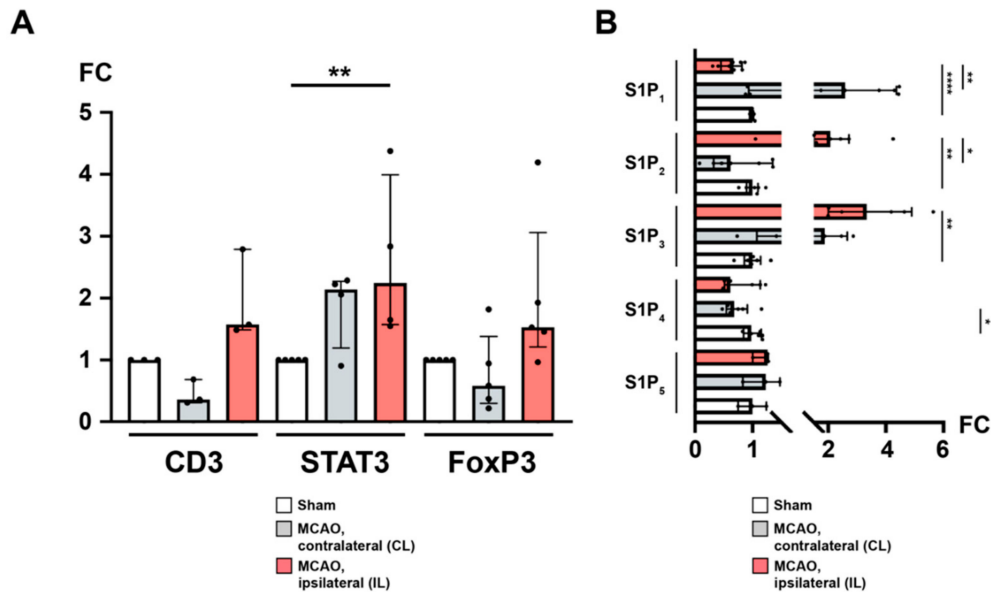 A
FC
**
5
4
3
2
1
0
CD3
STAT3
FoxP3
Sham
MCAO,
contralateral (CL)
MCAO,
ipsilateral (IL)
B
S1P1
S1P2
S1P3
S1P4
S1P5
****
**
**
*
**
*
0
1
2
4
6
FC
Sham
MCAO,
contralateral (CL)
MCAO,
ipsilateral (IL)